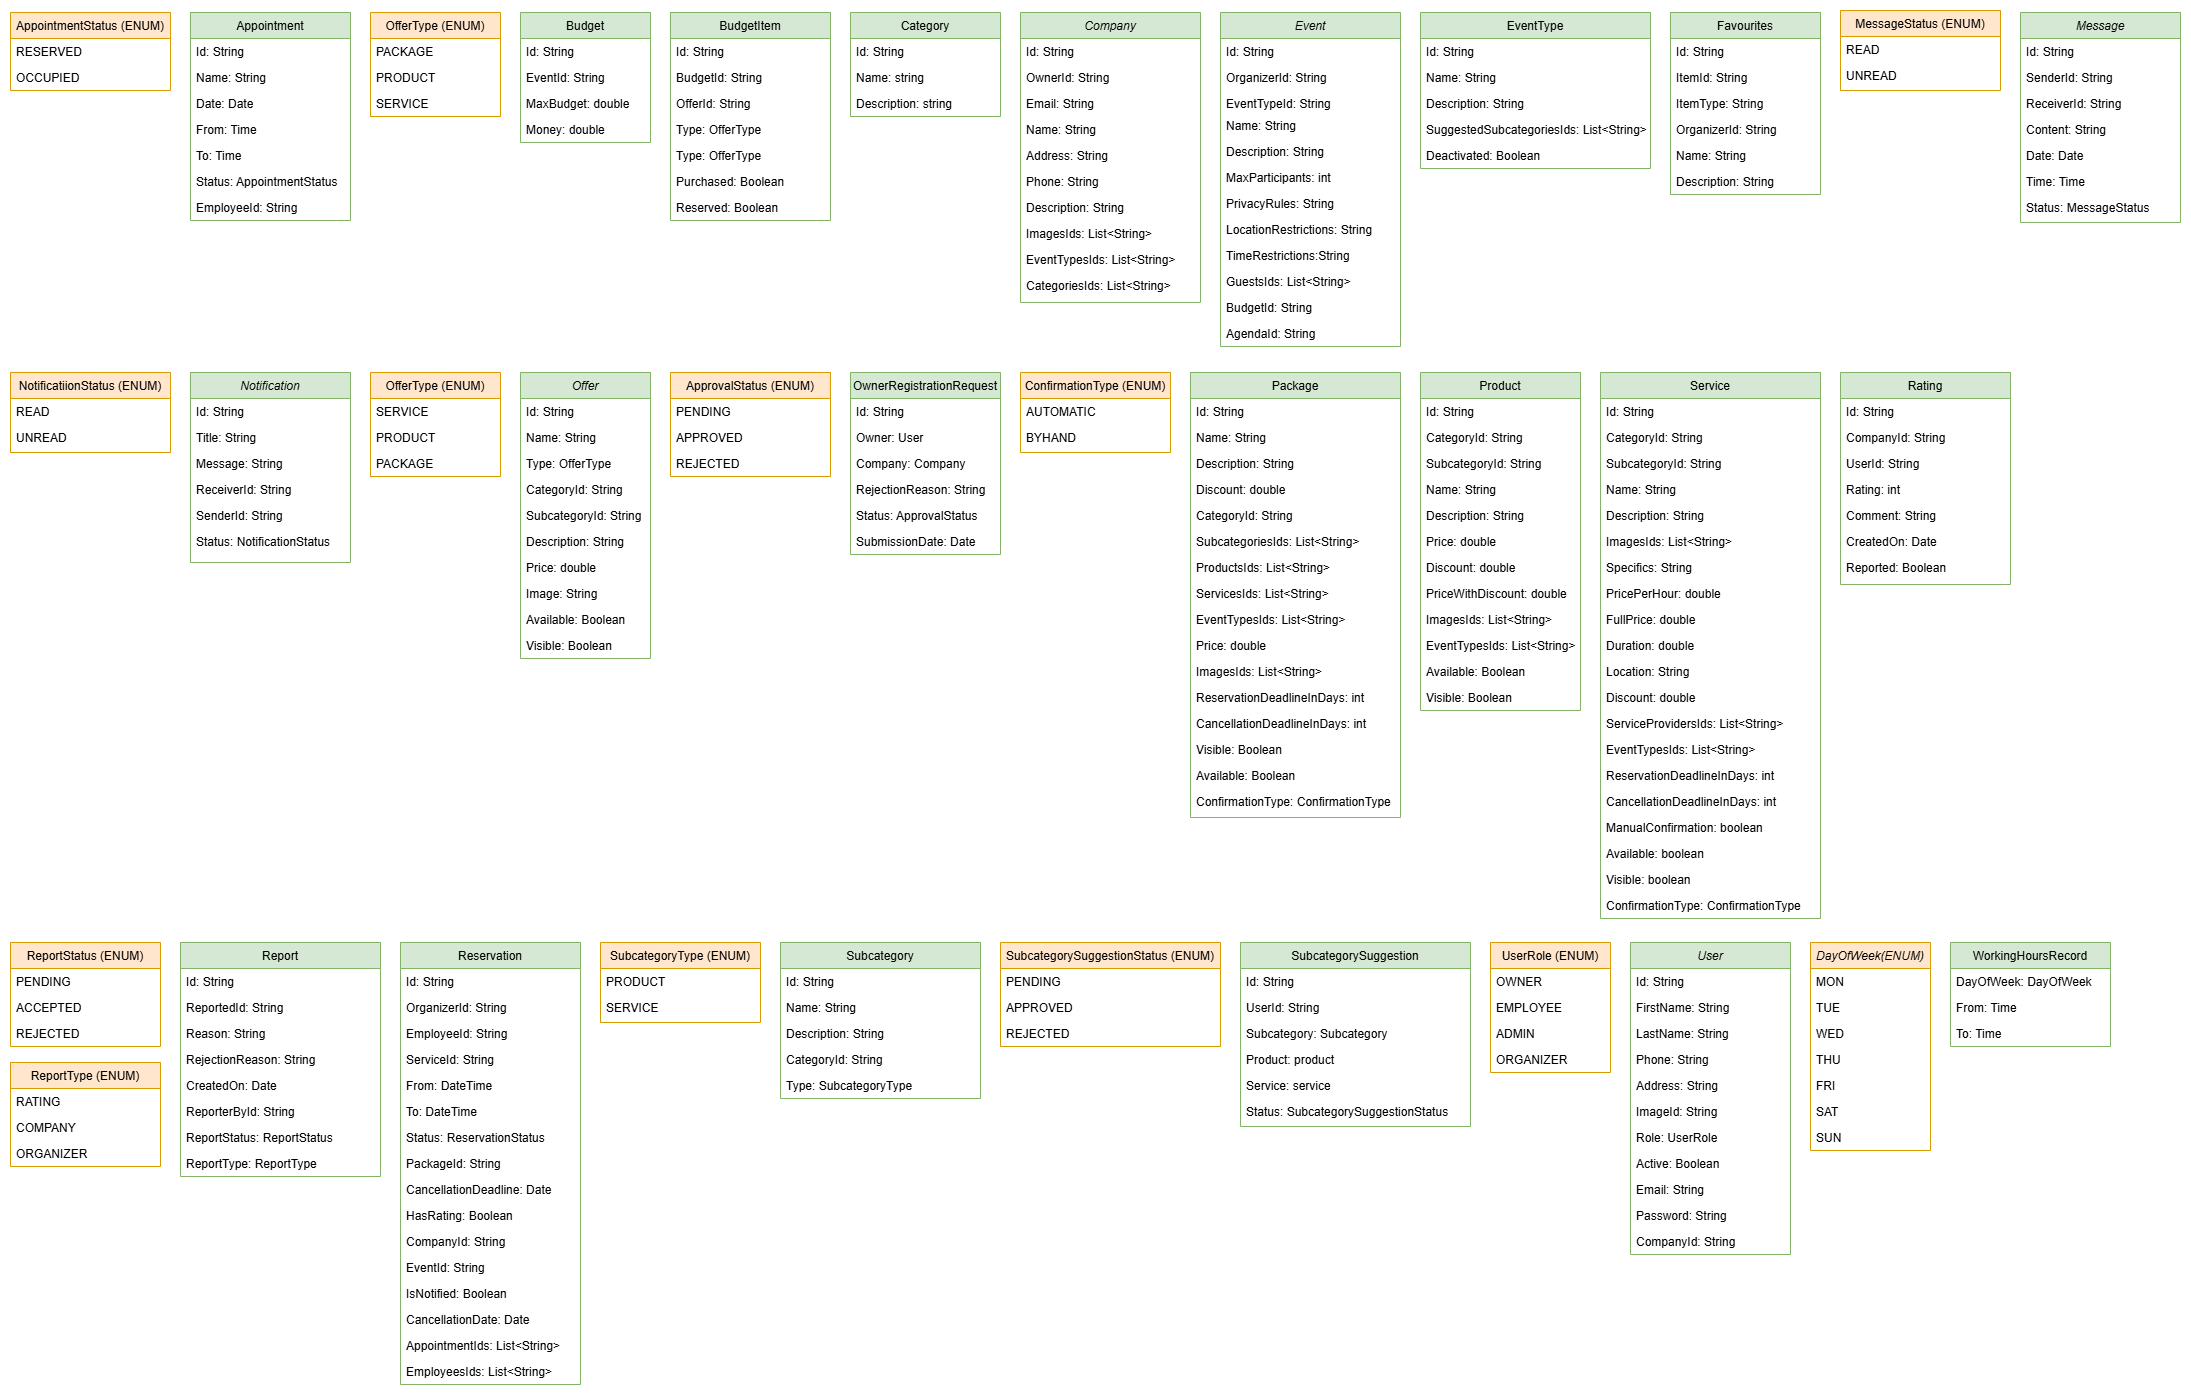 AppointmentStatus (ENUM)
RESERVED
OCCUPIED
Appointment
Id: String
Name: String
Date: Date
From: Time
To: Time
Status: AppointmentStatus
EmployeeId: String
OfferType (ENUM)
PACKAGE
PRODUCT
SERVICE
Budget
Id: String
EventId: String
MaxBudget: double
Money: double
BudgetItem
Id: String
BudgetId: String
OfferId: String
Type: OfferType
Type: OfferType
Purchased: Boolean
Reserved: Boolean
Category
Id: String
Name: string
Description: string
Company
Id: String
OwnerId: String
Email: String
Name: String
Address: String
Phone: String
Description: String
ImagesIds: List<String>
EventTypesIds: List<String>
CategoriesIds: List<String>
Event
Id: String
OrganizerId: String
EventTypeId: String
Name: String
Description: String
MaxParticipants: int
PrivacyRules: String
LocationRestrictions: String
TimeRestrictions:String
GuestsIds: List<String>
BudgetId: String
AgendaId: String
EventType
Id: String
Name: String
Description: String
SuggestedSubcategoriesIds: List<String>
Deactivated: Boolean
Favourites
Id: String
ItemId: String
ItemType: String
OrganizerId: String
Name: String
Description: String
MessageStatus (ENUM)
READ
UNREAD
Message
Id: String
SenderId: String
ReceiverId: String
Content: String
Date: Date
Time: Time
Status: MessageStatus
NotificatiionStatus (ENUM)
READ
UNREAD
Notification
Id: String
Title: String
Message: String
ReceiverId: String
SenderId: String
Status: NotificationStatus
OfferType (ENUM)
SERVICE
PRODUCT
PACKAGE
Offer
Id: String
Name: String
Type: OfferType
CategoryId: String
SubcategoryId: String
Description: String
Price: double
Image: String
Available: Boolean
Visible: Boolean
ApprovalStatus (ENUM)
PENDING
APPROVED
REJECTED
OwnerRegistrationRequest
Id: String
Owner: User
Company: Company
RejectionReason: String
Status: ApprovalStatus
SubmissionDate: Date
ConfirmationType (ENUM)
AUTOMATIC
BYHAND
Package
Id: String
Name: String
Description: String
Discount: double
CategoryId: String
SubcategoriesIds: List<String>
ProductsIds: List<String>
ServicesIds: List<String>
EventTypesIds: List<String>
Price: double
ImagesIds: List<String>
ReservationDeadlineInDays: int
CancellationDeadlineInDays: int
Visible: Boolean
Available: Boolean
ConfirmationType: ConfirmationType
Product
Id: String
CategoryId: String
SubcategoryId: String
Name: String
Description: String
Price: double
Discount: double
PriceWithDiscount: double
ImagesIds: List<String>
EventTypesIds: List<String>
Available: Boolean
Visible: Boolean
Service
Id: String
CategoryId: String
SubcategoryId: String
Name: String
Description: String
ImagesIds: List<String>
Specifics: String
PricePerHour: double
FullPrice: double
Duration: double
Location: String
Discount: double
ServiceProvidersIds: List<String>
EventTypesIds: List<String>
ReservationDeadlineInDays: int
CancellationDeadlineInDays: int
ManualConfirmation: boolean
Available: boolean
Visible: boolean
ConfirmationType: ConfirmationType
Rating
Id: String
CompanyId: String
UserId: String
Rating: int
Comment: String
CreatedOn: Date
Reported: Boolean
ReportStatus (ENUM)
PENDING
ACCEPTED
REJECTED
ReportType (ENUM)
RATING
COMPANY
ORGANIZER
Report
Id: String
ReportedId: String
Reason: String
RejectionReason: String
CreatedOn: Date
ReporterById: String
ReportStatus: ReportStatus
ReportType: ReportType
Reservation
Id: String
OrganizerId: String
EmployeeId: String
ServiceId: String
From: DateTime
To: DateTime
Status: ReservationStatus
PackageId: String
CancellationDeadline: Date
HasRating: Boolean
CompanyId: String
EventId: String
IsNotified: Boolean
CancellationDate: Date
AppointmentIds: List<String>
EmployeesIds: List<String>
SubcategoryType (ENUM)
PRODUCT
SERVICE
Subcategory
Id: String
Name: String
Description: String
CategoryId: String
Type: SubcategoryType
SubcategorySuggestionStatus (ENUM)
PENDING
APPROVED
REJECTED
SubcategorySuggestion
Id: String
UserId: String
Subcategory: Subcategory
Product: product
Service: service
Status: SubcategorySuggestionStatus
UserRole (ENUM)
OWNER
EMPLOYEE
ADMIN
ORGANIZER
User
Id: String
FirstName: String
LastName: String
Phone: String
Address: String
ImageId: String
Role: UserRole
Active: Boolean
Email: String
Password: String
CompanyId: String
DayOfWeek(ENUM)
MON
TUE
WED
THU
FRI
SAT
SUN
WorkingHoursRecord
DayOfWeek: DayOfWeek
From: Time
To: Time